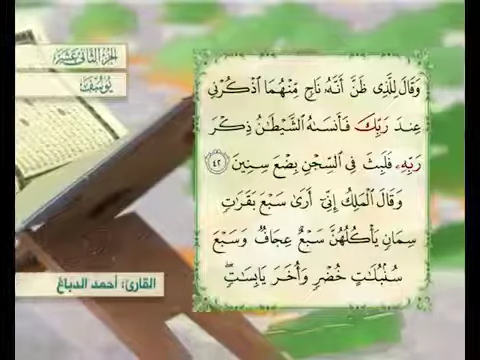 الجزء الثاني عشر
يوسف
وَقَالَ لِلَّذِى ظَنَّ أَنَّهُۥ نَاجٍ مِّنْهُمَا ٱذْكُرْنِى
عِندَ رَبِّكَ فَأَنسَىٰهُ ٱلشَّيْطَـٰنُ ذِكْرَ
رَبِّهِۦ فَلَبِثَ فِى ٱلسِّجْنِ بِضْعَ سِنِينَ ٤٢
وَقَالَ ٱلْمَلِكُ إِنِّىٓ أَرَىٰ سَبْعَ بَقَرَٰتٍ
سِمَانٍ يَأْكُلُهُنَّ سَبْعٌ عِجَافٌ وَسَبْعَ
سُنۢبُلَـٰتٍ خُضْرٍ وَأُخَرَ يَابِسَـٰتٍ ۖ
القارئ: أحمد الدباغ